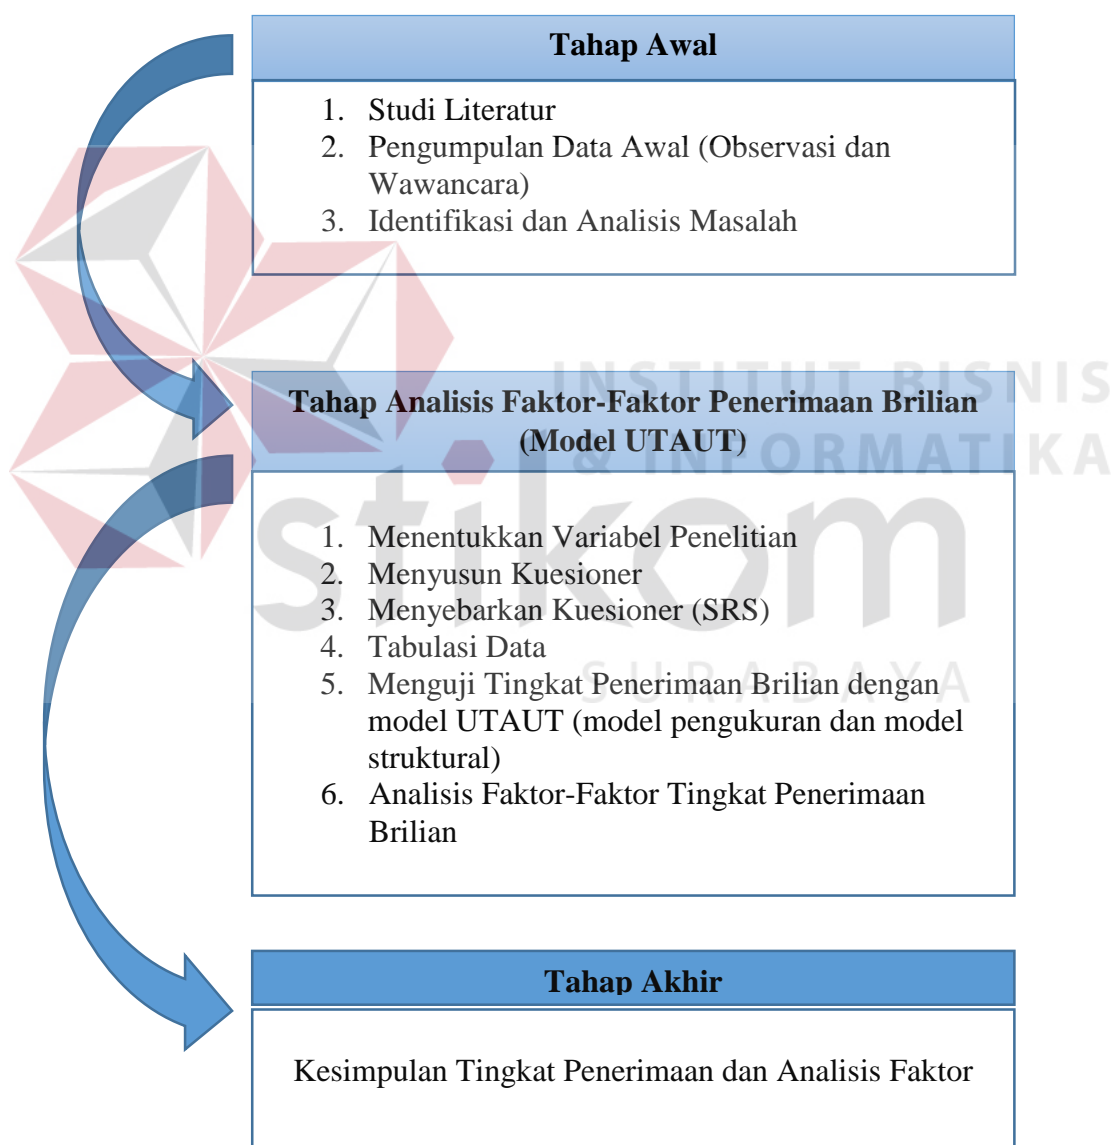 Tahap Awal
1. Studi Literatur
2. Pengumpulan Data Awal (Observasi dan
Wawancara)
3. Identifikasi dan Analisis Masalah
INSTITUT BISNIS
& INFORMATIKA
stikom
SURABAYA
Tahap Analisis Faktor-Faktor Penerimaan Brilian
(Model UTAUT)
1. Menentukkan Variabel Penelitian
2. Menyusun Kuesioner
3. Menyebarkan Kuesioner (SRS)
4. Tabulasi Data
5. Menguji Tingkat Penerimaan Brilian dengan
model UTAUT (model pengukuran dan model
struktural)
6. Analisis Faktor-Faktor Tingkat Penerimaan
Brilian
Tahap Akhir
Kesimpulan Tingkat Penerimaan dan Analisis Faktor